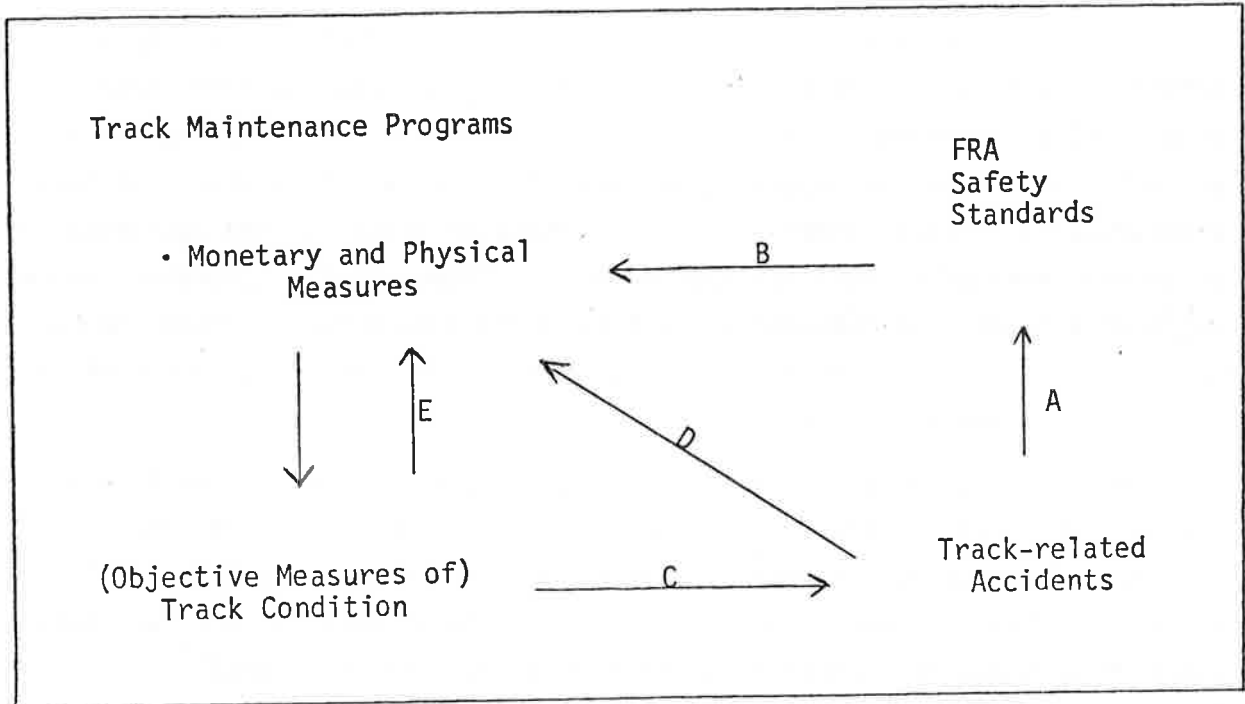 Track Maintenance Programs
FRA
Safety
Standards
• Monetary and Physical
Measures
B
E
A
D
(Objective Measures of)
Track Condition
C
Track-related
Accidents